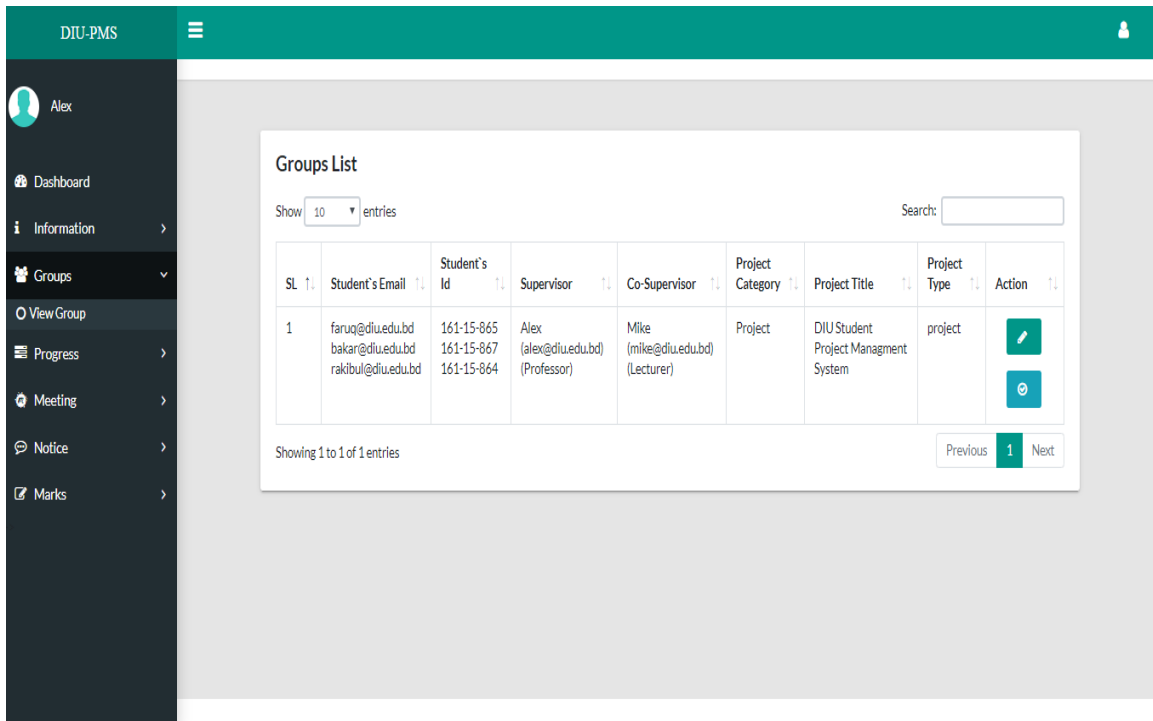 DIU-PMS
Alex
Dashboard
Information
Groups
View Group
Progress
Meeting
Notice
Marks
Groups List
Show 10 entries
Search:
SL
Student`s Email
Student`s
Id
Supervisor
Co-Supervisor
Project
Category
Project Title
Project
Type
Action
1
faruq@diu.edu.bd
bakar@diu.edu.bd
rakibul@diu.edu.bd
161-15-865
161-15-867
161-15-864
Alex
(alex@diu.edu.bd)
(Professor)
Mike
(mike@diu.edu.bd)
(Lecturer)
Project
DIU Student
Project Managment
System
project
Showing 1 to 1 of 1 entries
Previous 1 Next